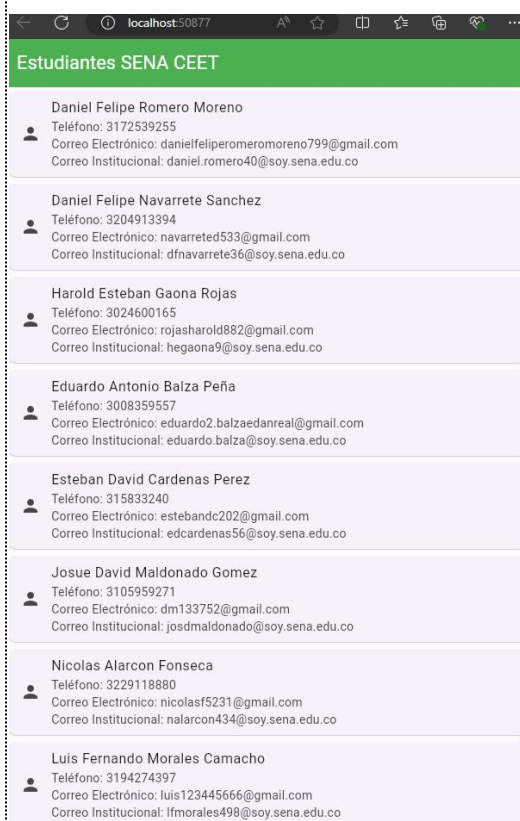 localhost:50877
Estudiantes SENA CEET
Daniel Felipe Romero Moreno
Teléfono: 3172539255
Correo Electrónico: danielfeliperomeromoreno799@gmail.com
Correo Institucional: daniel.romero40@soy.sena.edu.co
Daniel Felipe Navarrete Sanchez
Teléfono: 3204913394
Correo Electrónico: navarreted533@gmail.com
Correo Institucional: dfnavarrete36@soy.sena.edu.co
Harold Esteban Gaona Rojas
Teléfono: 3024600165
Correo Electrónico: rojasharold882@gmail.com
Correo Institucional: hegaona9@soy.sena.edu.co
Eduardo Antonio Balza Peña
Teléfono: 3008359557
Correo Electrónico: eduardo2.balzaedanreal@gmail.com
Correo Institucional: eduardo.balza@soy.sena.edu.co
Esteban David Cardenas Perez
Teléfono: 315833240
Correo Electrónico: estebandc202@gmail.com
Correo Institucional: edcardenas56@soy.sena.edu.co
Josue David Maldonado Gomez
Teléfono: 3105959271
Correo Electrónico: dm133752@gmail.com
Correo Institucional: josdmaldonado@soy.sena.edu.co
Nicolas Alarcon Fonseca
Teléfono: 3229118880
Correo Electrónico: nicolasf5231@gmail.com
Correo Institucional: nalarcon434@soy.sena.edu.co
Luis Fernando Morales Camacho
Teléfono: 3194274397
Correo Electrónico: luis123445666@gmail.com
Correo Institucional: lfmorales498@soy.sena.edu.co